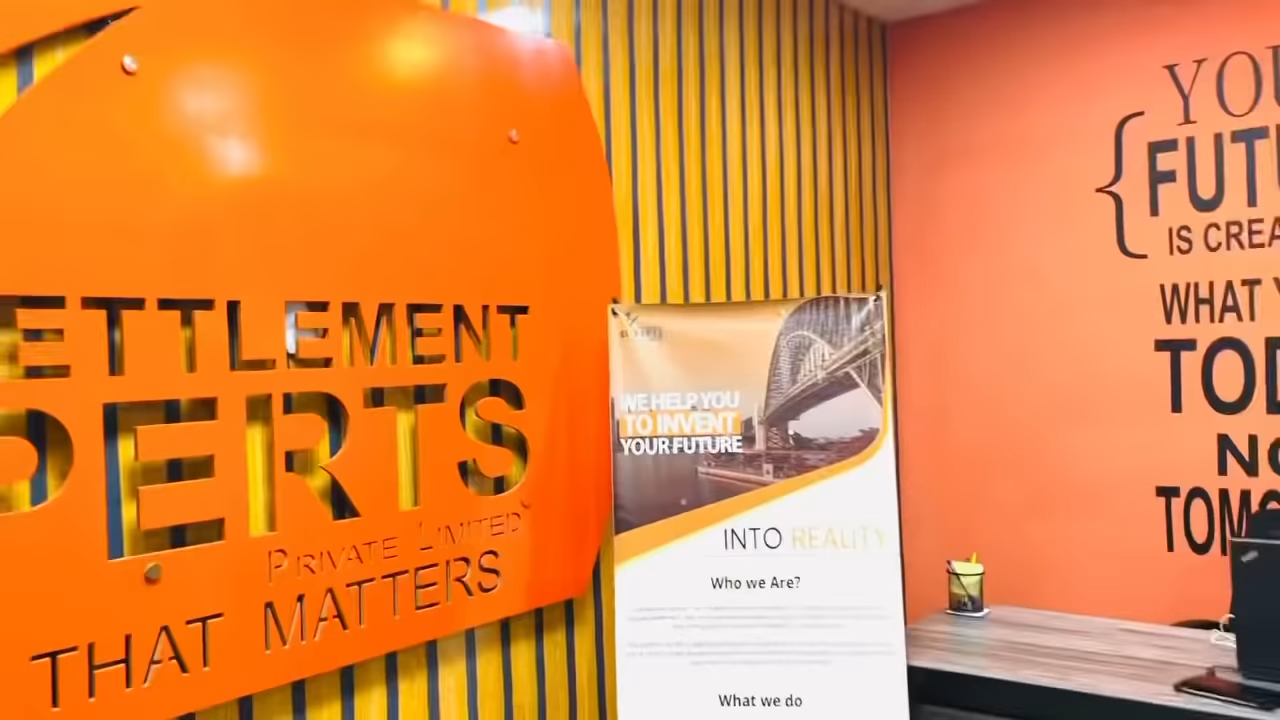 ETTLEMENT
PERTS
PRIVATE LIMITED
THAT MATTERS
WE HELP YOU
TO INVENT
YOUR FUTURE
INTO REALITY
Who we Are?
What we do
YOU
FUTU
IS CREA
WHAT Y
TOD
NO
TOMO